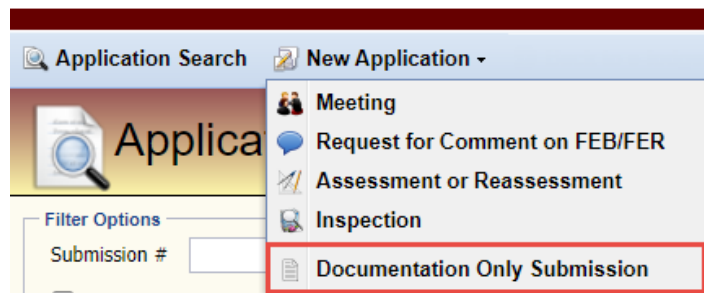 Application Search New Application
Meeting
Applica
Request for Comment on FEB/FER
Assessment or Reassessment
Filter Options
Inspection
Submission #
Documentation Only Submission